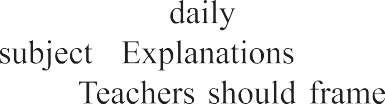 daily
subject Explanations
Teachers should frame